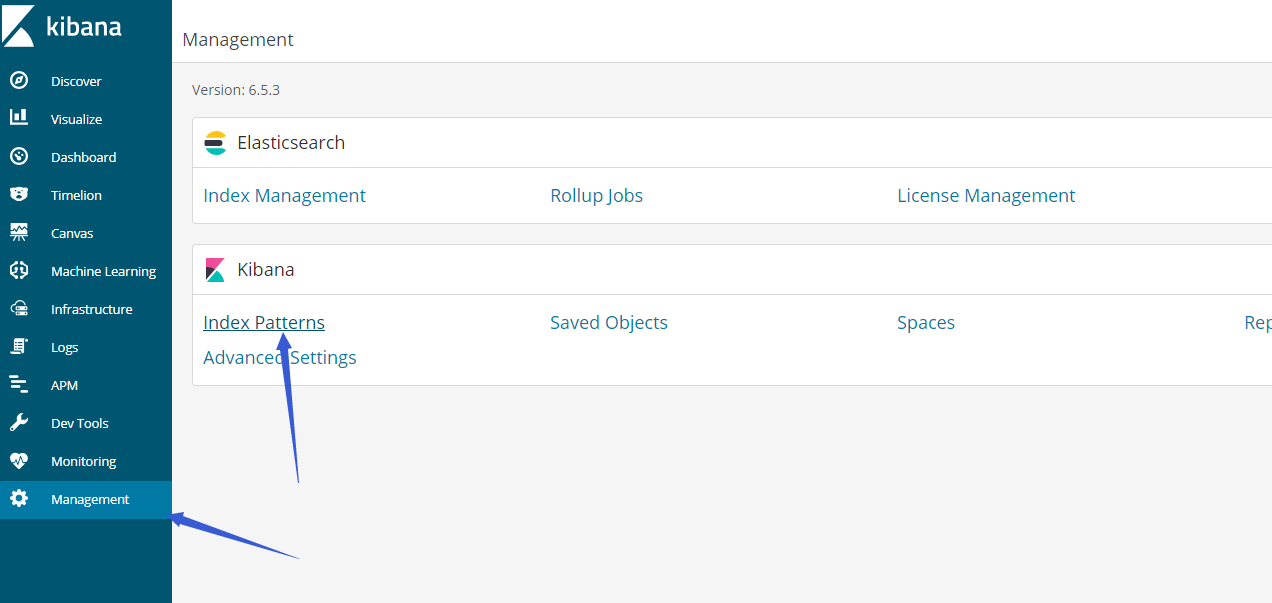 kibana
Management
Discover
Version: 6.5.3
Visualize
Elasticsearch
Dashboard
Index Management Rollup Jobs License Management
Timelion
Canvas
Machine Learning
Kibana
Infrastructure
Index Patterns Saved Objects Spaces Rep
Logs
Advanced Settings
APM
Dev Tools
Monitoring
Management